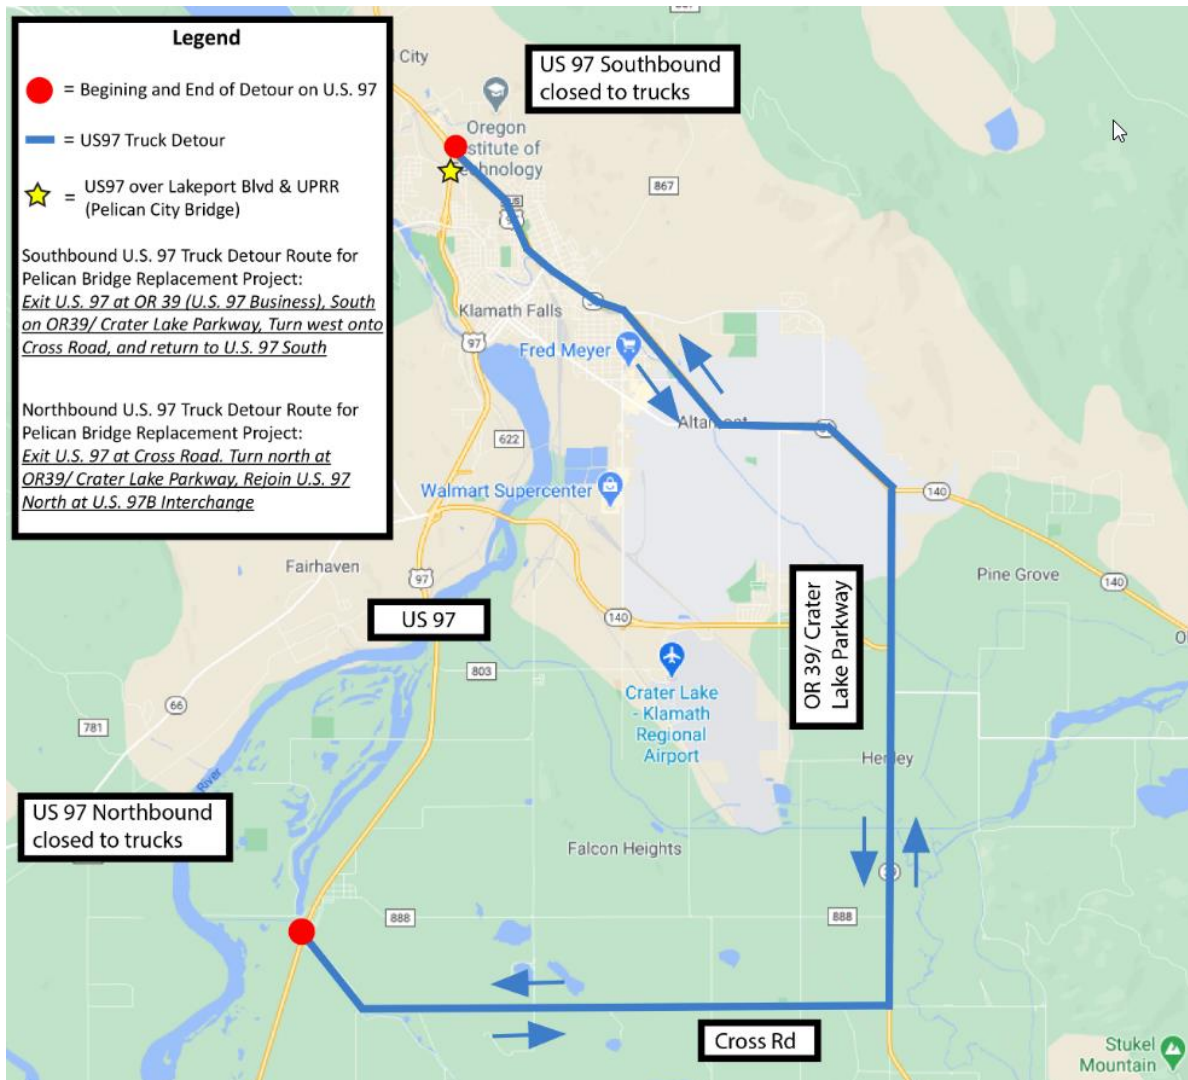 Legend
= Begining and End of Detour on U.S. 97
= US97 Truck Detour
= US97 over Lakeport Blvd & UPRR
(Pelican City Bridge)
Southbound U.S. 97 Truck Detour Route for
Pelican Bridge Replacement Project:
Exit U.S. 97 at OR 39 (U.S. 97 Business), South
on OR39/ Crater Lake Parkway, Turn west onto
Cross Road, and return to U.S. 97 South
Northbound U.S. 97 Truck Detour Route for
Pelican Bridge Replacement Project:
Exit U.S. 97 at Cross Road. Turn north at
OR39/ Crater Lake Parkway, Rejoin U.S. 97
North at U.S. 97B Interchange
City
US 97 Southbound
closed to trucks
Oregon
Institute of
Technology
867
Klamath Falls
97
Fred Meyer
Altamont
622
Walmart Supercenter
140
Fairhaven
97
Pine Grove
140
US 97
140
OR 39/ Crater
Lake Parkway
803
66
Crater Lake
- Klamath
Regional
Airport
781
Henley
River
US 97 Northbound
closed to trucks
Falcon Heights
39
888
888
Cross Rd
Stukel
Mountain